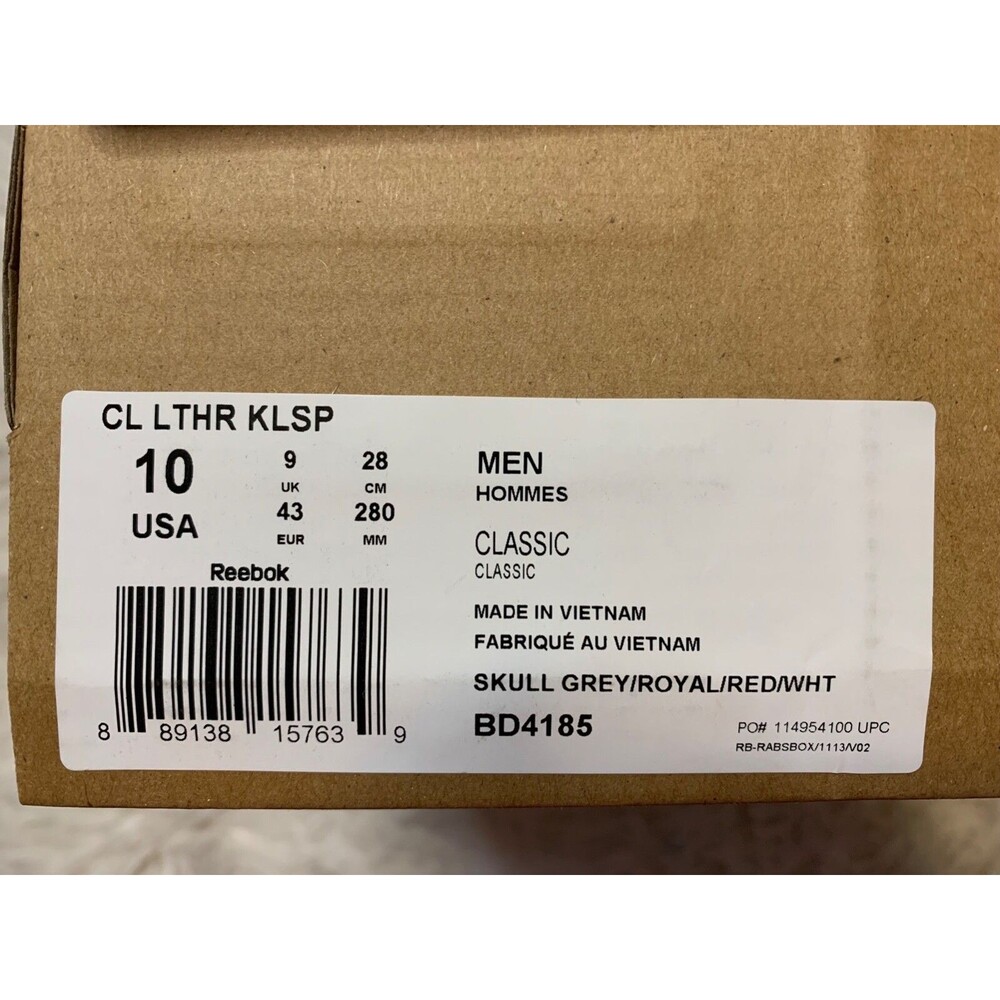 CL LTHR KLSP
10 9 28
UK CM
USA 43 280
EUR MM
Reebok
8 89138 15763 9
MEN
HOMMES
CLASSIC
CLASSIC
MADE IN VIETNAM
FABRIQUÉ AU VIETNAM
SKULL GREY/ROYAL/RED/WHT
BD4185
PO# 114954100 UPC
RB-RABSBOX/1113/V02